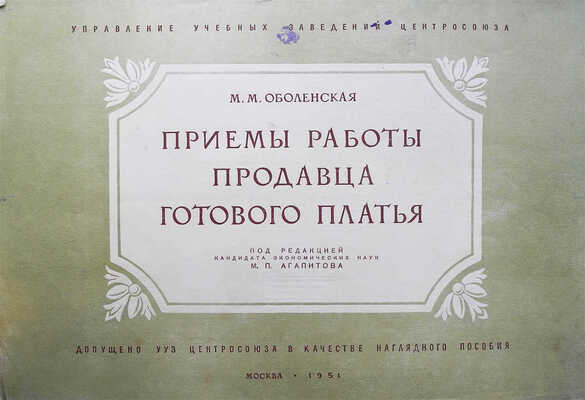 УПРАВЛЕНИЕ УЧЕБНЫХ ЗАВЕДЕНИЙ ЦЕНТРОСОЮЗА
М. М. ОБОЛЕНСКАЯ
ПРИЕМЫ РАБОТЫ
ПРОДАВЦА
ГОТОВОГО ПЛАТЬЯ
ПОД РЕДАКЦИЕЙ
КАНДИДАТА ЭКОНОМИЧЕСКИХ НАУК
М. П. АГАПИТОВА
ДОПУЩЕНО УУЗ ЦЕНТРОСОЮЗА В КАЧЕСТВЕ НАГЛЯДНОГО ПОСОБИЯ
МОСКВА • 1951